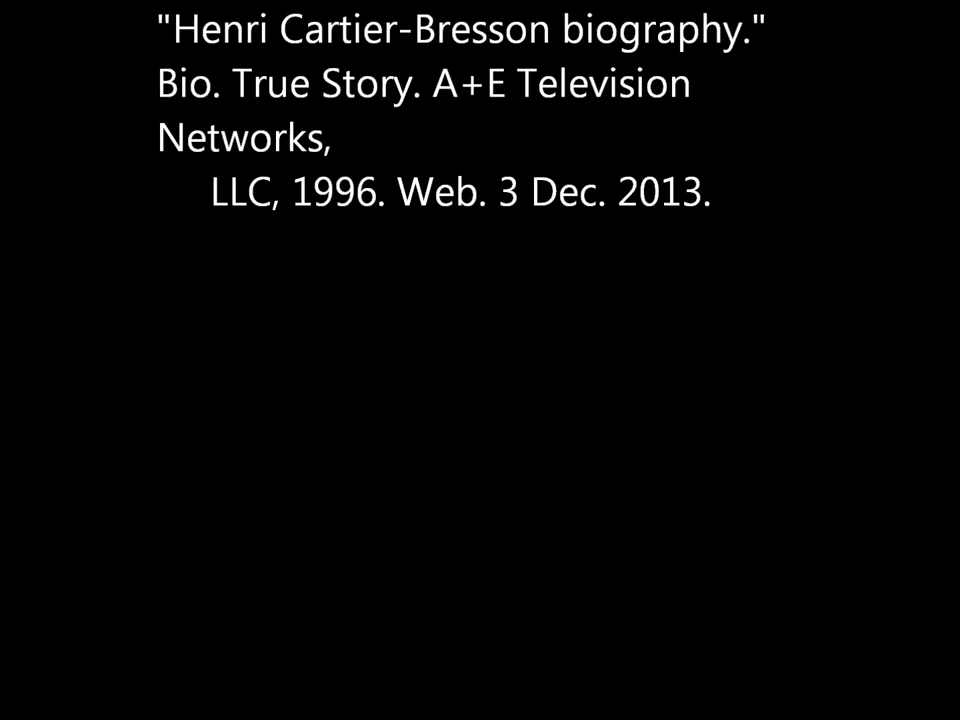 "Henri Cartier-Bresson biography."
Bio. True Story. A+E Television
Networks,
LLC, 1996. Web. 3 Dec. 2013.